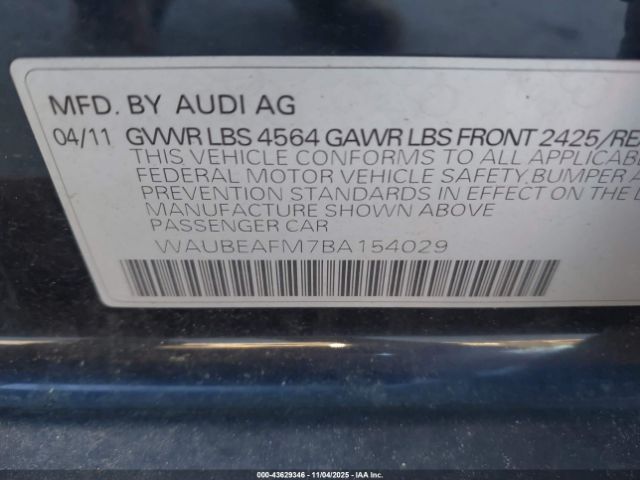 MFD. BY AUDI AG
04/11 GVWR LBS 4564 GAWR LBS FRONT 2425/RE
THIS VEHICLE CONFORMS TO ALL APPLICABL
FEDERAL MOTOR VEHICLE SAFETY, BUMPER A
PREVENTION STANDARDS IN EFFECT ON THE D
MANUFACTURE SHOWN ABOVE
PASSENGER CAR
WAUBEAFM7BA154029
000-43629346 | 11/04/2025 | IAA Inc.